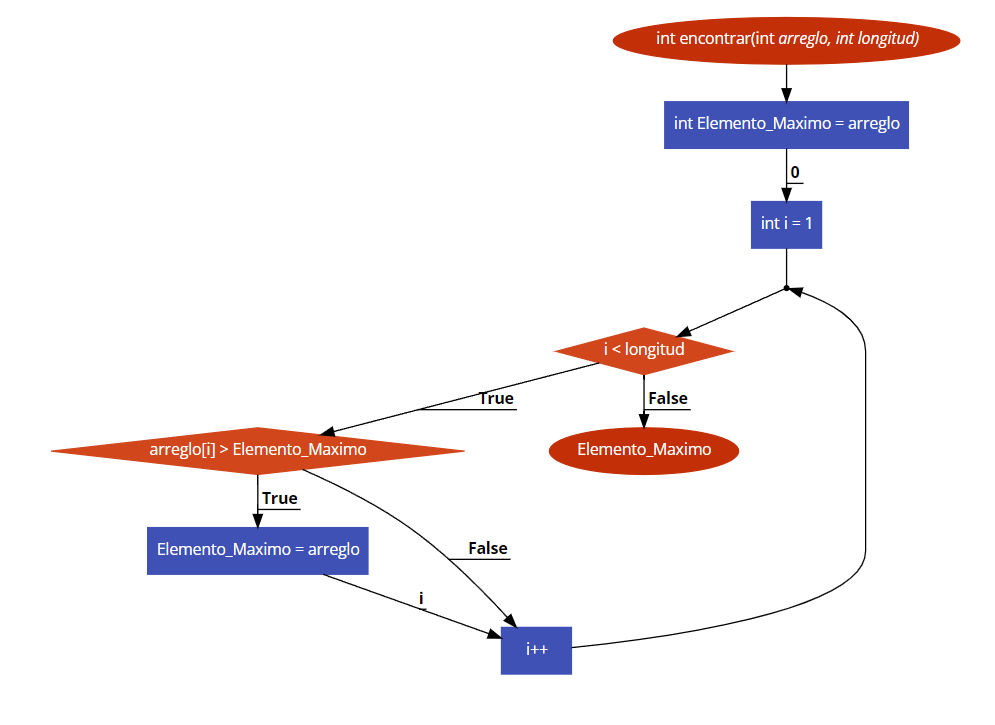 int encontrar(int arreglo, int longitud)
int Elemento_Maximo = arreglo
0
int i = 1
i < longitud
True
False
arreglo[i] > Elemento_Maximo
Elemento_Maximo
True
False
Elemento_Maximo = arreglo
i
i++